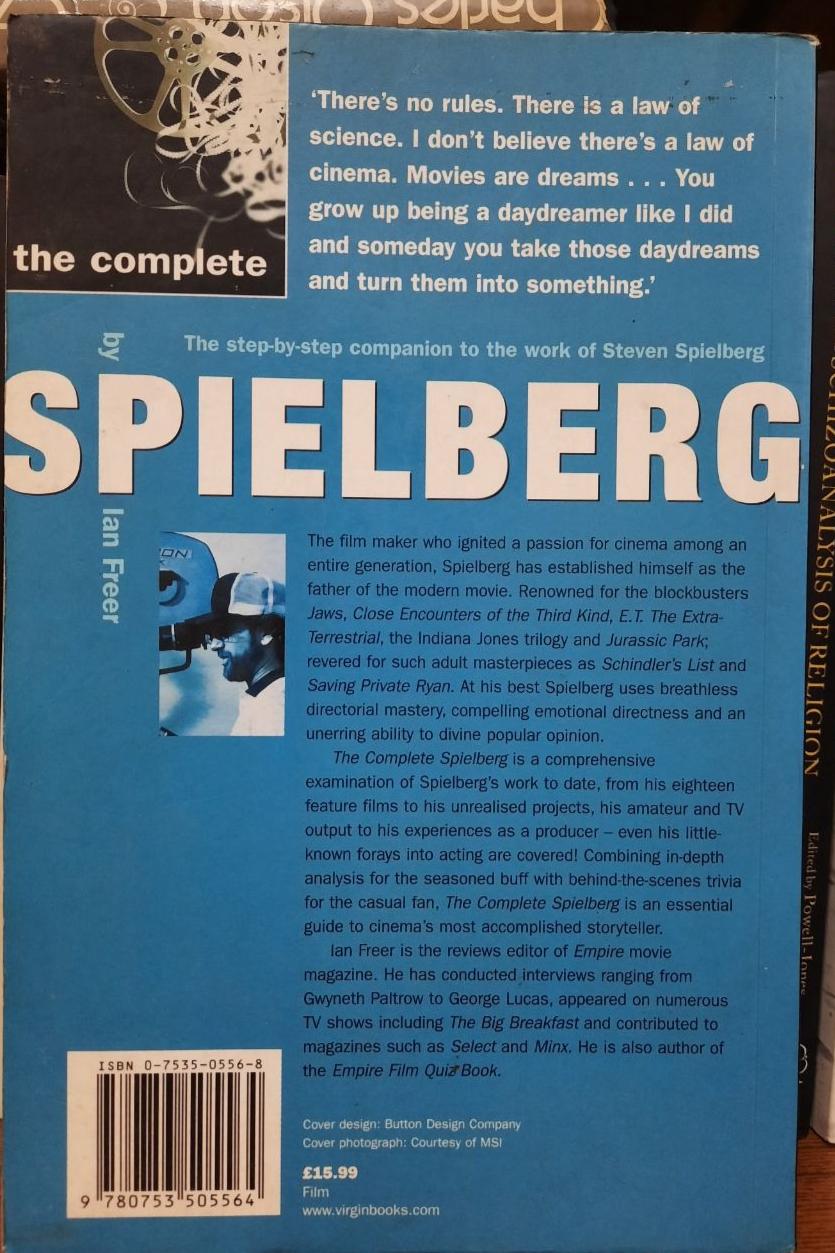 'There's no rules. There is a law of
science. I don't believe there's a law of
cinema. Movies are dreams . . . You
grow up being a daydreamer like I did
and someday you take those daydreams
and turn them into something.'
the complete
The step-by-step companion to the work of Steven Spielberg
SPIELBERG
by Ian Freer
ION
The film maker who ignited a passion for cinema among an
entire generation, Spielberg has established himself as the
father of the modern movie. Renowned for the blockbusters
Jaws, Close Encounters of the Third Kind, E.T. The Extra-
Terrestrial, the Indiana Jones trilogy and Jurassic Park;
revered for such adult masterpieces as Schindler's List and
Saving Private Ryan. At his best Spielberg uses breathless
directorial mastery, compelling emotional directness and an
unerring ability to divine popular opinion.
The Complete Spielberg is a comprehensive
examination of Spielberg's work to date, from his eighteen
feature films to his unrealised projects, his amateur and TV
output to his experiences as a producer – even his little-
known forays into acting are covered! Combining in-depth
analysis for the seasoned buff with behind-the-scenes trivia
for the casual fan, The Complete Spielberg is an essential
guide to cinema's most accomplished storyteller.
Ian Freer is the reviews editor of Empire movie
magazine. He has conducted interviews ranging from
Gwyneth Paltrow to George Lucas, appeared on numerous
TV shows including The Big Breakfast and contributed to
magazines such as Select and Minx. He is also author of
the Empire Film Quiz Book.
ISBN 0-7535-0556-8
9 780753 505564
Cover design: Button Design Company
Cover photograph: Courtesy of MSI
£15.99
Film
www.virginbooks.com
SCHIZOANALYSIS OF RELIGION
Edited by Powell-Jones